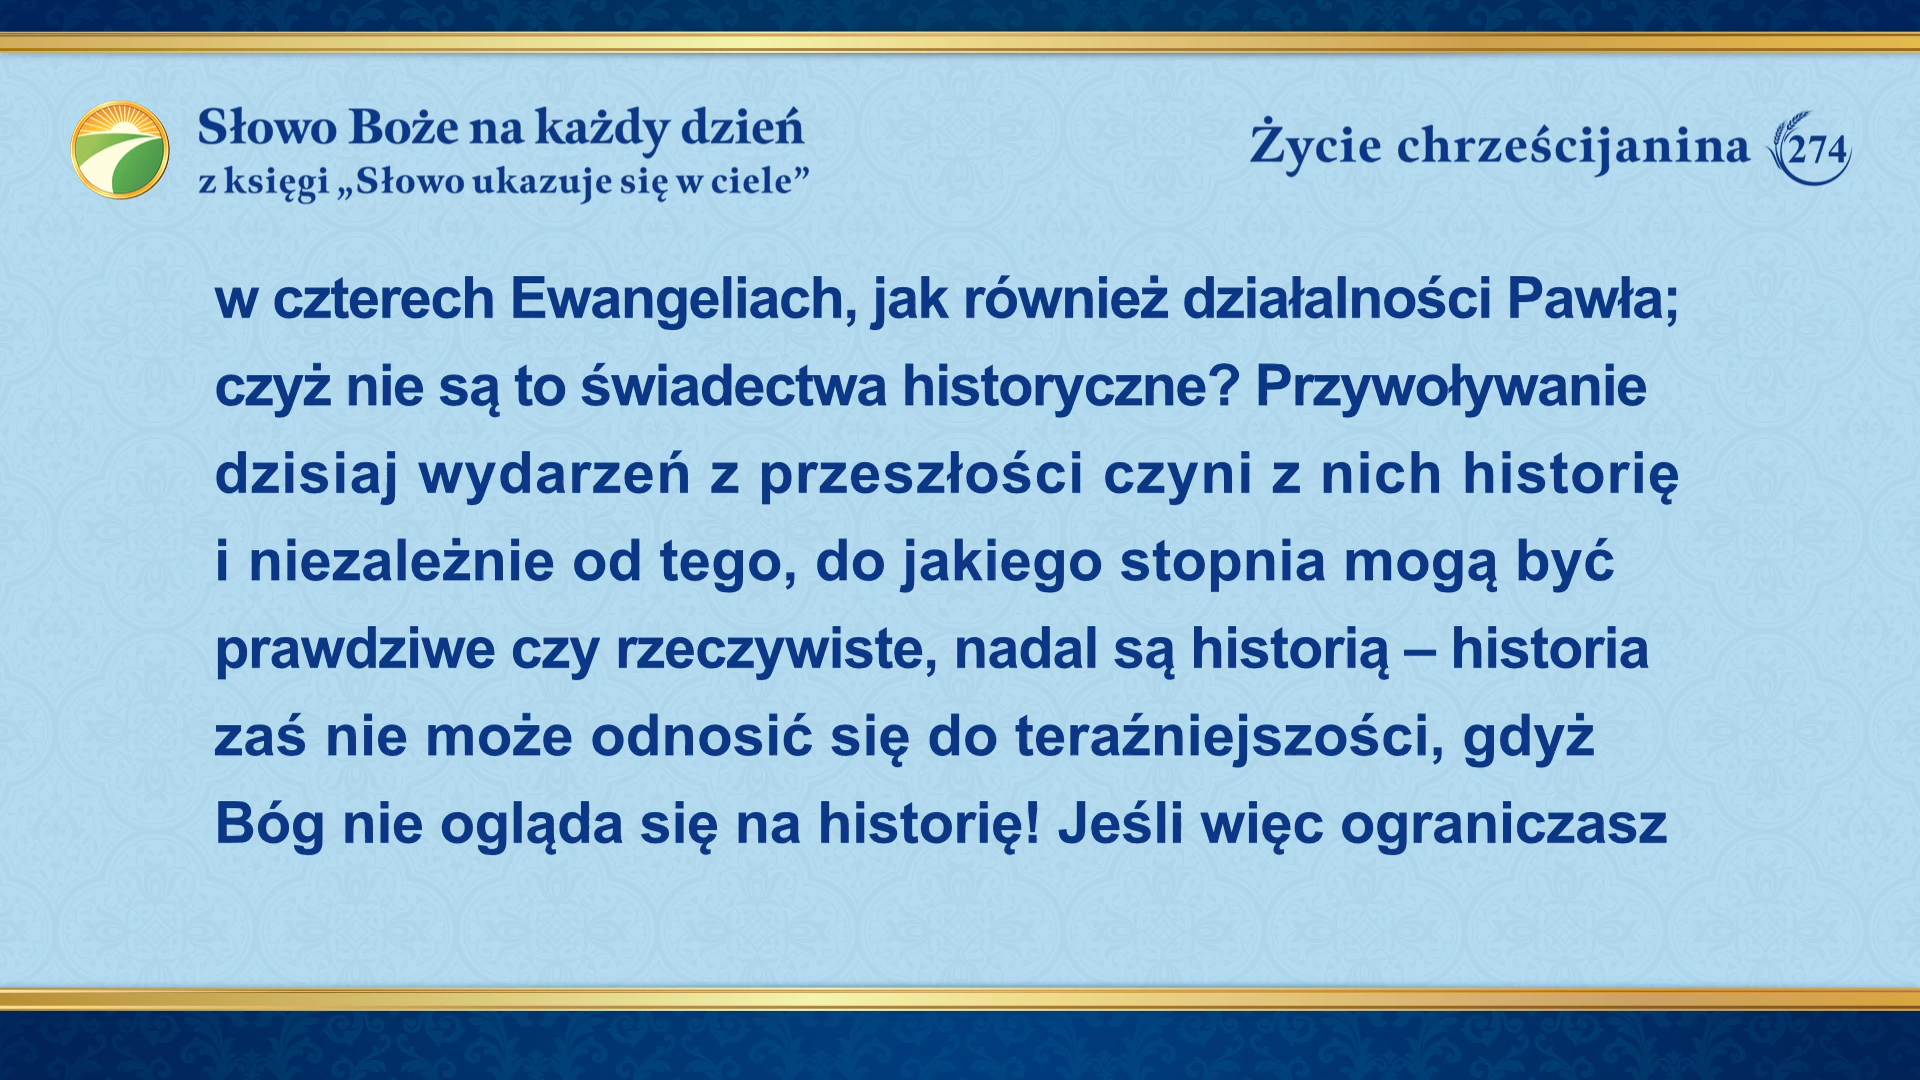 Słowo Boże na każdy dzień
z księgi „Słowo ukazuje się w ciele”
Życie chrześcijanina 274
w czterech Ewangeliach, jak również działalności Pawła;
czyż nie są to świadectwa historyczne? Przywoływanie
dzisiaj wydarzeń z przeszłości czyni z nich historię
i niezależnie od tego, do jakiego stopnia mogą być
prawdziwe czy rzeczywiste, nadal są historią – historia
zaś nie może odnosić się do teraźniejszości, gdyż
Bóg nie ogląda się na historię! Jeśli więc ograniczasz